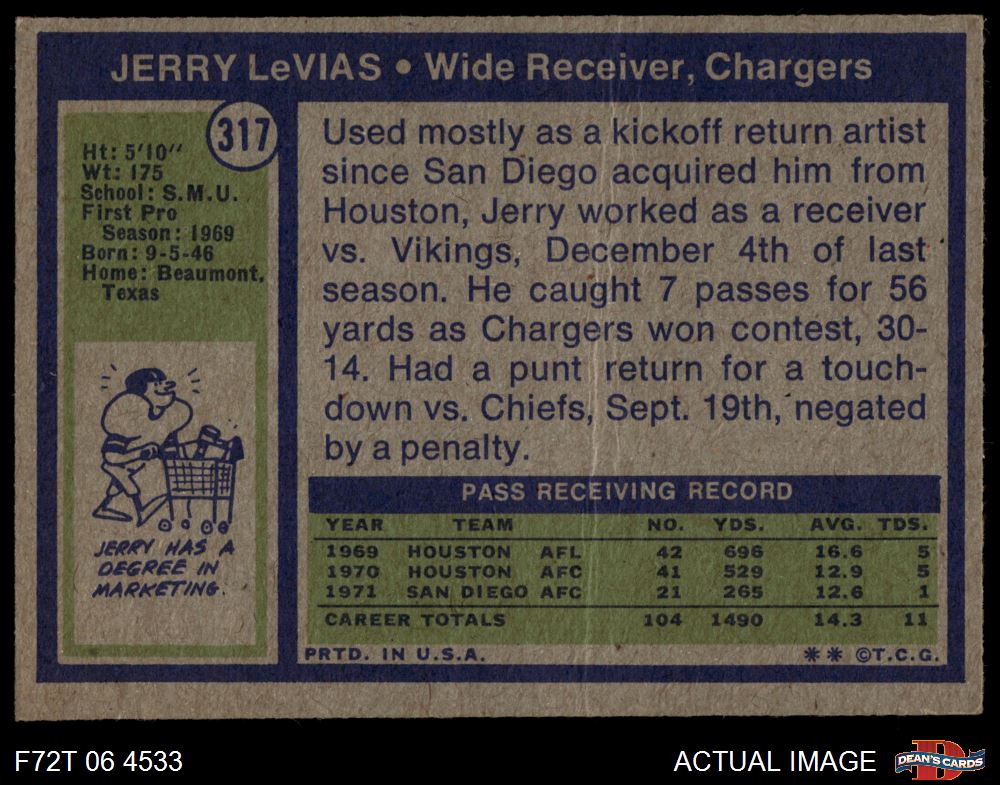 JERRY LeVIAS • Wide Receiver, Chargers
317
Ht: 5'10"
Wt: 175
School: S.M.U.
First Pro
Season: 1969
Born: 9-5-46
Home: Beaumont,
Texas
JERRY HAS A
DEGREE IN
MARKETING.
Used mostly as a kickoff return artist
since San Diego acquired him from
Houston, Jerry worked as a receiver
vs. Vikings, December 4th of last
season. He caught 7 passes for 56
yards as Chargers won contest, 30-
14. Had a punt return for a touch-
down vs. Chiefs, Sept. 19th, negated
by a penalty.
PASS RECEIVING RECORD
YEAR TEAM NO. YDS. AVG. TDS.
1969 HOUSTON AFL 42 696 16.6 5
1970 HOUSTON AFC 41 529 12.9 5
1971 SAN DIEGO AFC 21 265 12.6 1
CAREER TOTALS 104 1490 14.3 11
PRTD. IN U.S.A. ** ©T.C.G.
F72T 06 4533 ACTUAL IMAGE D DEAN'S CARDS